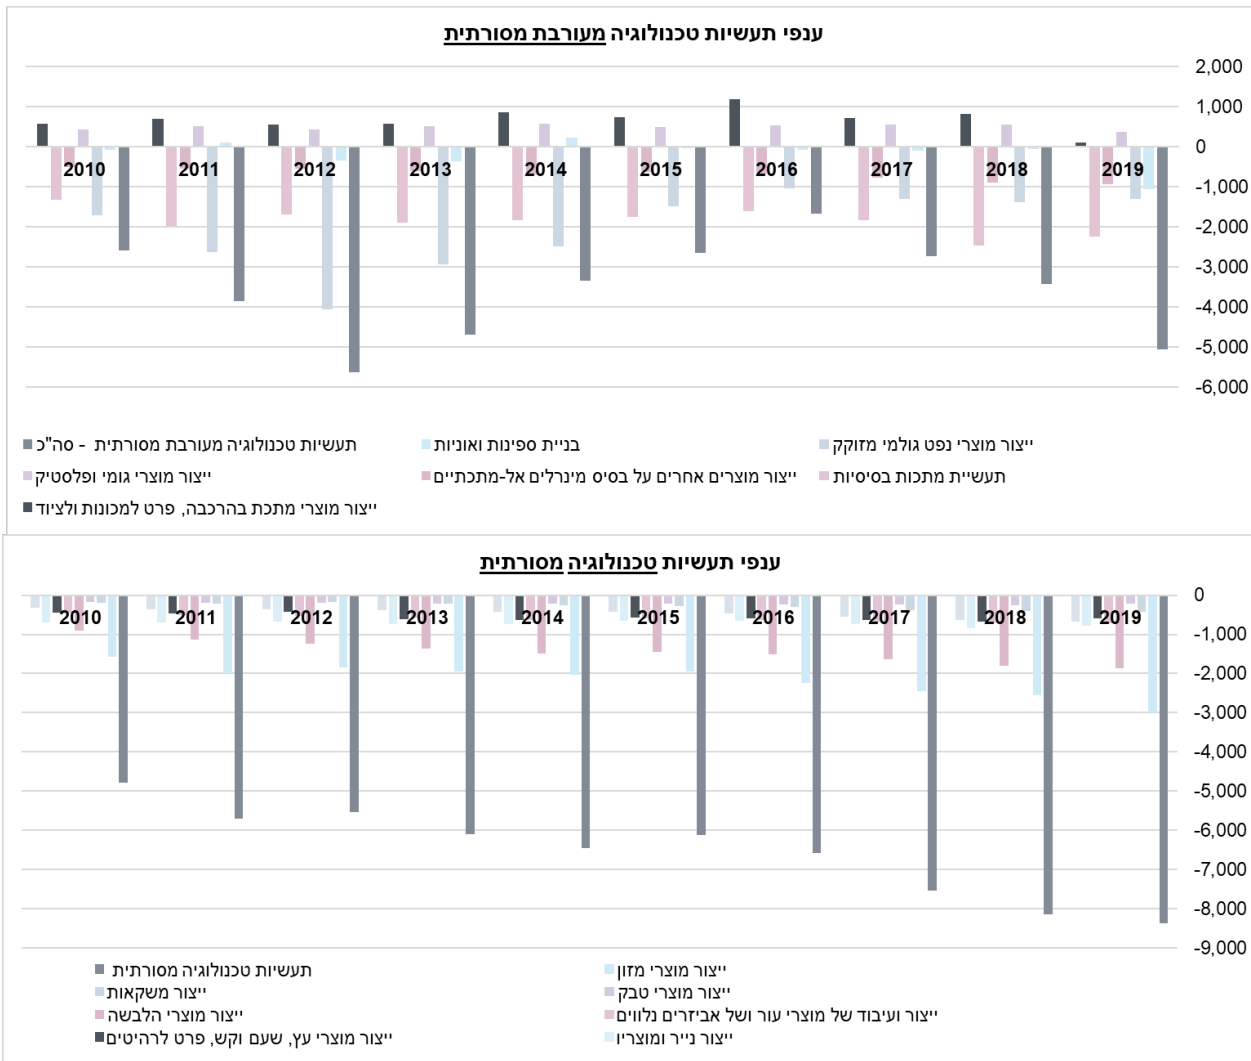 ענפי תעשיות טכנולוגיה מעורבת מסורתית
2,000
1,000
0
-1,000
-2,000
-3,000
-4,000
-5,000
-6,000
2010 2011 2012 2013 2014 2015 2016 2017 2018 2019
ייצור מוצרי נפט גולמי מזוקק
בניית ספינות ואוניות
תעשיות טכנולוגיה מעורבת מסורתית - סה"כ
תעשיית מתכות בסיסיות
ייצור מוצרים אחרים על בסיס מינרלים אל-מתכתיים
ייצור מוצרי גומי ופלסטיק
ייצור מוצרי מתכת בהרכבה, פרט למכונות ולציוד
ענפי תעשיות טכנולוגיה מסורתית
0
-1,000
-2,000
-3,000
-4,000
-5,000
-6,000
-7,000
-8,000
-9,000
2010 2011 2012 2013 2014 2015 2016 2017 2018 2019
ייצור מוצרי מזון
תעשיות טכנולוגיה מסורתית
ייצור מוצרי טבק
ייצור משקאות
ייצור ועיבוד של מוצרי עור ושל אביזרים נלווים
ייצור מוצרי הלבשה
ייצור נייר ומוצריו
ייצור מוצרי עץ, שעם וקש, פרט לרהיטים